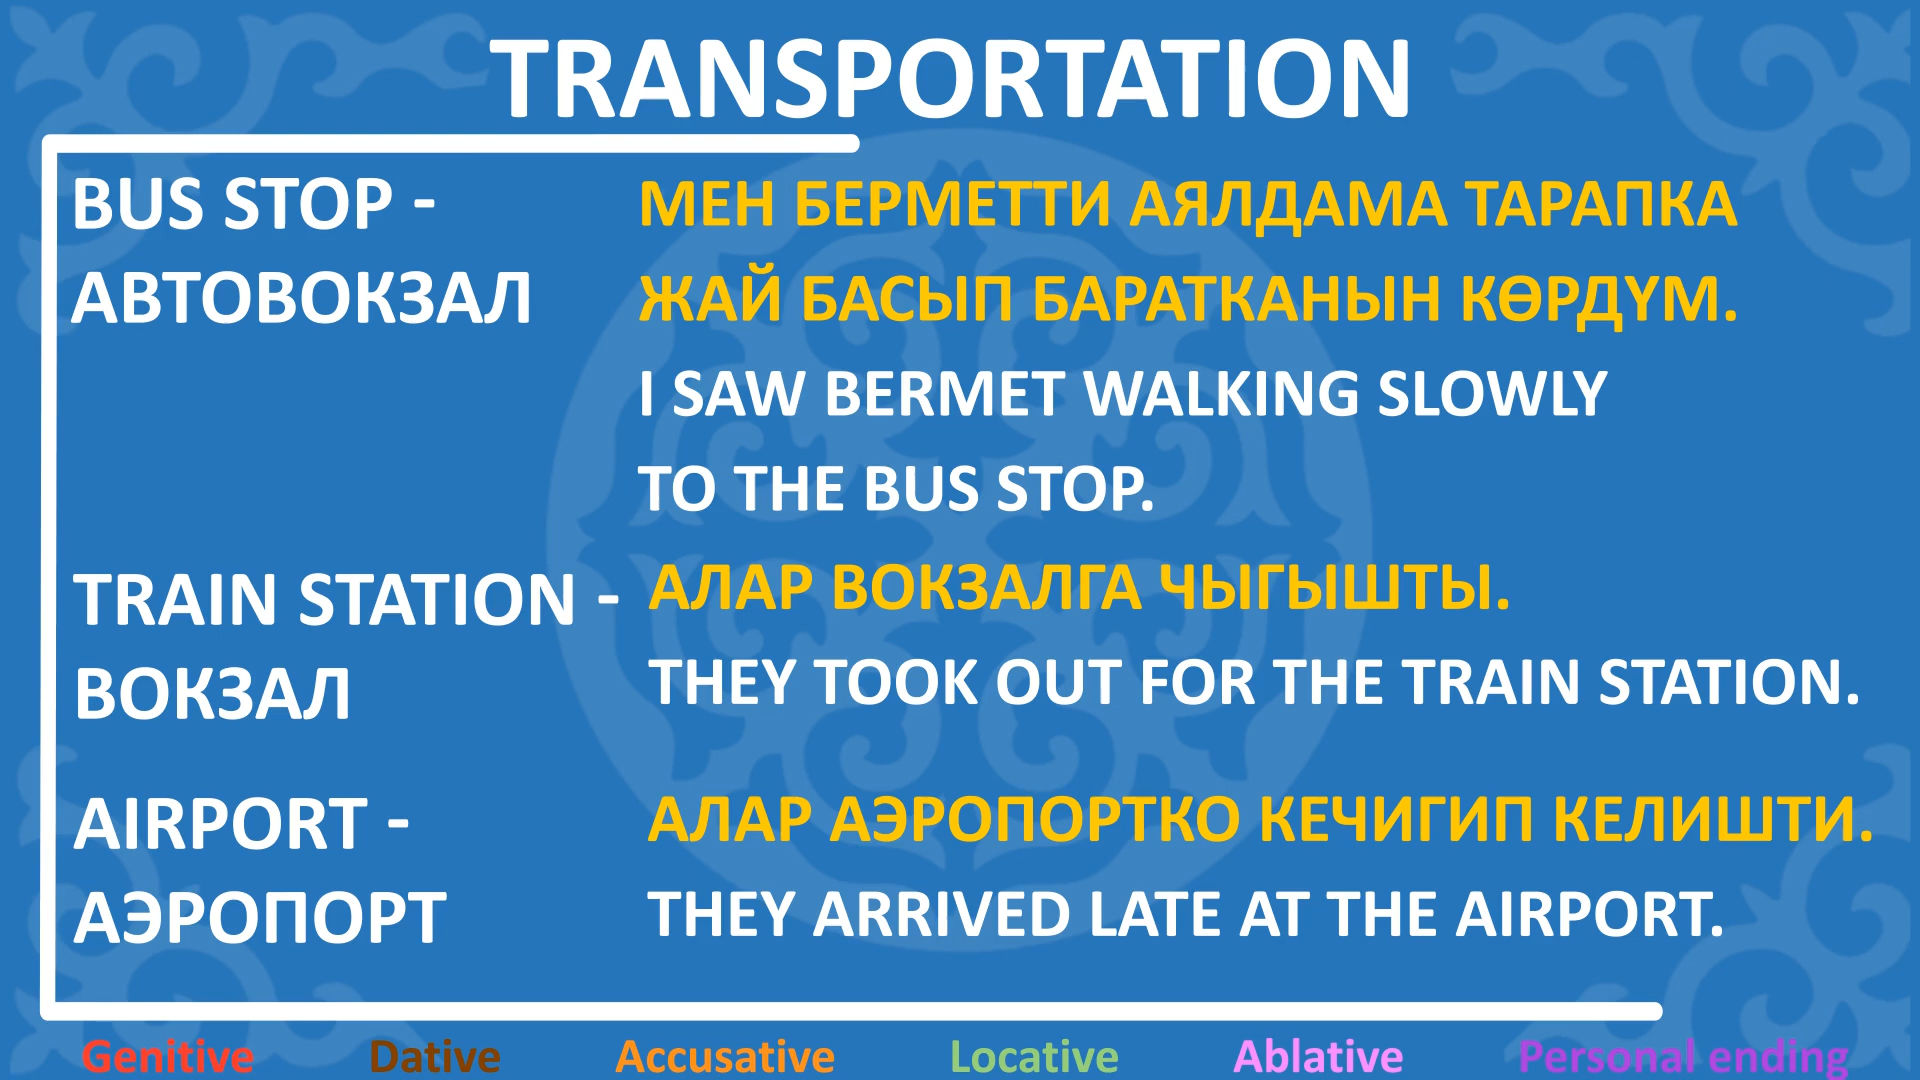 TRANSPORTATION
BUS STOP -
АВТОВОКЗАЛ
МЕН БЕРМЕТТИ АЯЛДАМА ТАРАПКА
ЖАЙ БАСЫП БАРАТКАНЫН КӨРДҮМ.
I SAW BERMET WALKING SLOWLY
TO THE BUS STOP.
TRAIN STATION -
ВОКЗАЛ
АЛАР ВОКЗАЛГА ЧЫГЫШТЫ.
THEY TOOK OUT FOR THE TRAIN STATION.
AIRPORT -
АЭРОПОРТ
АЛАР АЭРОПОРТКО КЕЧИГИП КЕЛИШТИ.
THEY ARRIVED LATE AT THE AIRPORT.
Genitive Dative Accusative Locative Ablative Personal ending